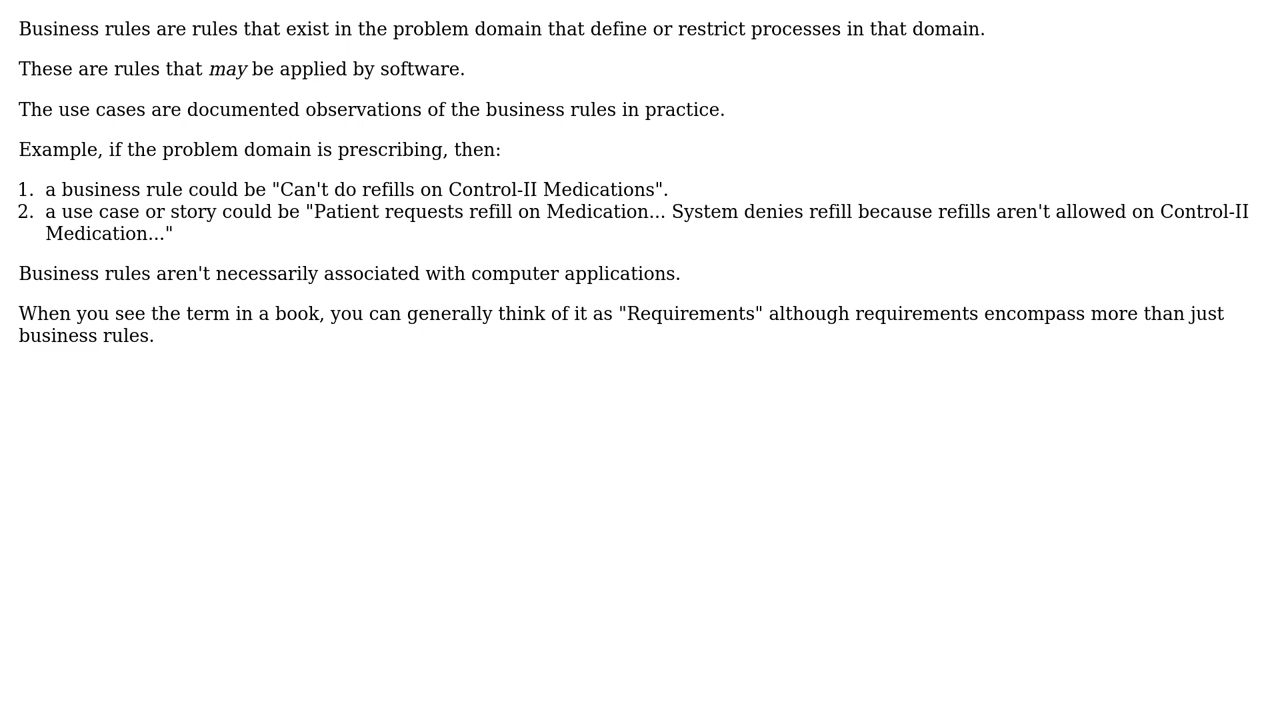 Business rules are rules that exist in the problem domain that define or restrict processes in that domain.
These are rules that may be applied by software.
The use cases are documented observations of the business rules in practice.
Example, if the problem domain is prescribing, then:
1. a business rule could be "Can't do refills on Control-II Medications".
2. a use case or story could be "Patient requests refill on Medication... System denies refill because refills aren't allowed on Control-II
Medication..."
Business rules aren't necessarily associated with computer applications.
When you see the term in a book, you can generally think of it as "Requirements" although requirements encompass more than just
business rules.